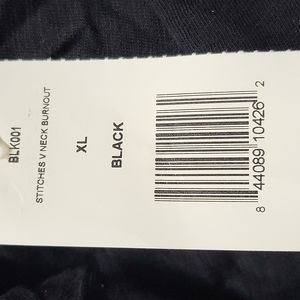 BLK001
STITCHES V NECK BURNOUT
XL
BLACK
8 44089 10426 2